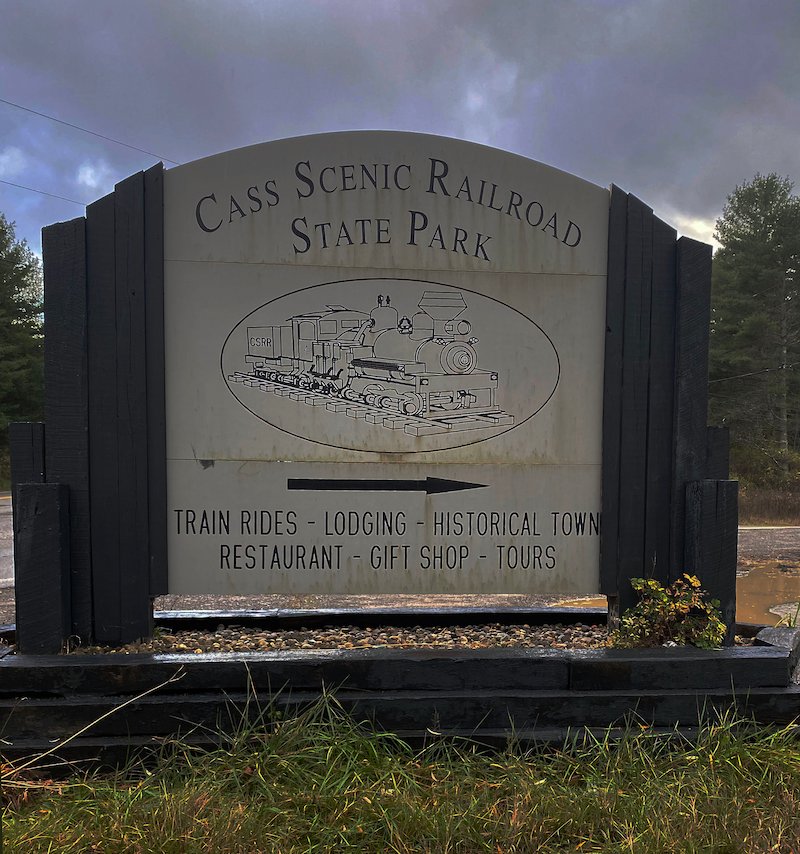 Cass Scenic Railroad
State Park
CSRR
TRAIN RIDES - LODGING - HISTORICAL TOWN
RESTAURANT - GIFT SHOP - TOURS